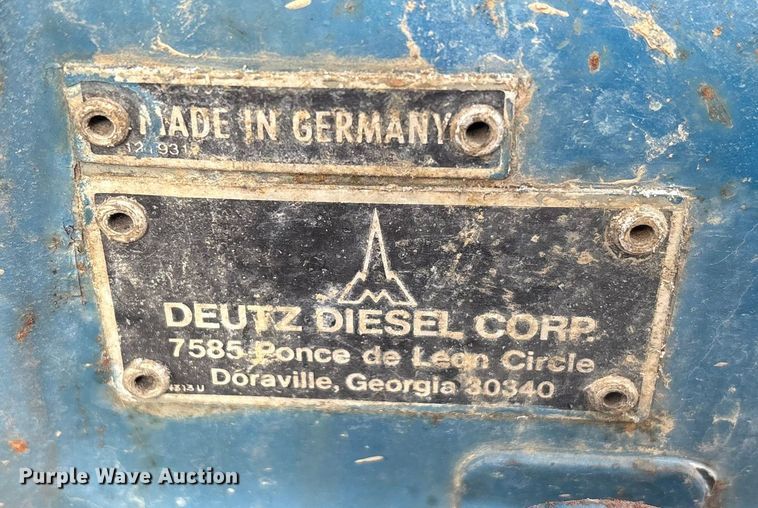 MADE IN GERMANY
DEUTZ DIESEL CORP.
7585 Ponce de Leon Circle
Doraville, Georgia 30340
Purple Wave Auction